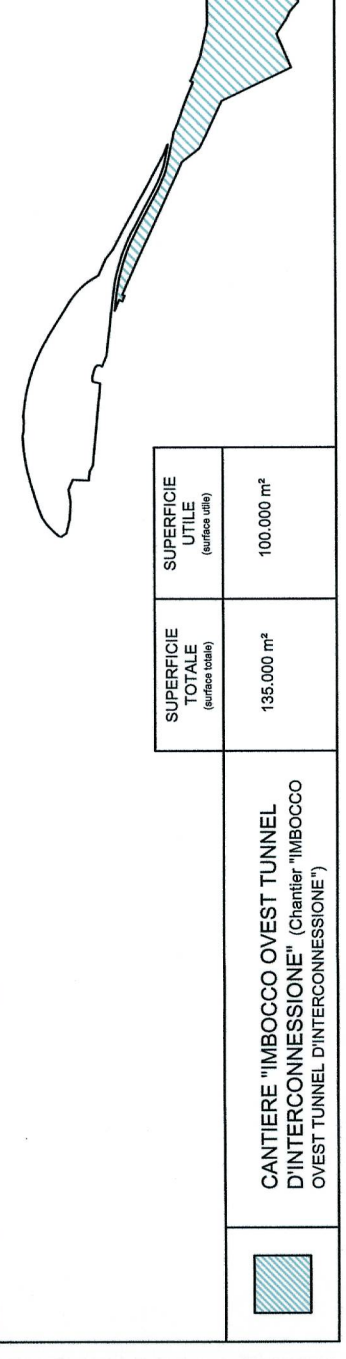 SUPERFICIE
TOTALE
(surface totale)
SUPERFICIE
UTILE
(surface utile)
CANTIERE "IMBOCCO OVEST TUNNEL
D'INTERCONNESSIONE" (Chantier "IMBOCCO
OVEST TUNNEL D'INTERCONNESSIONE")
135.000 m²
100.000 m²